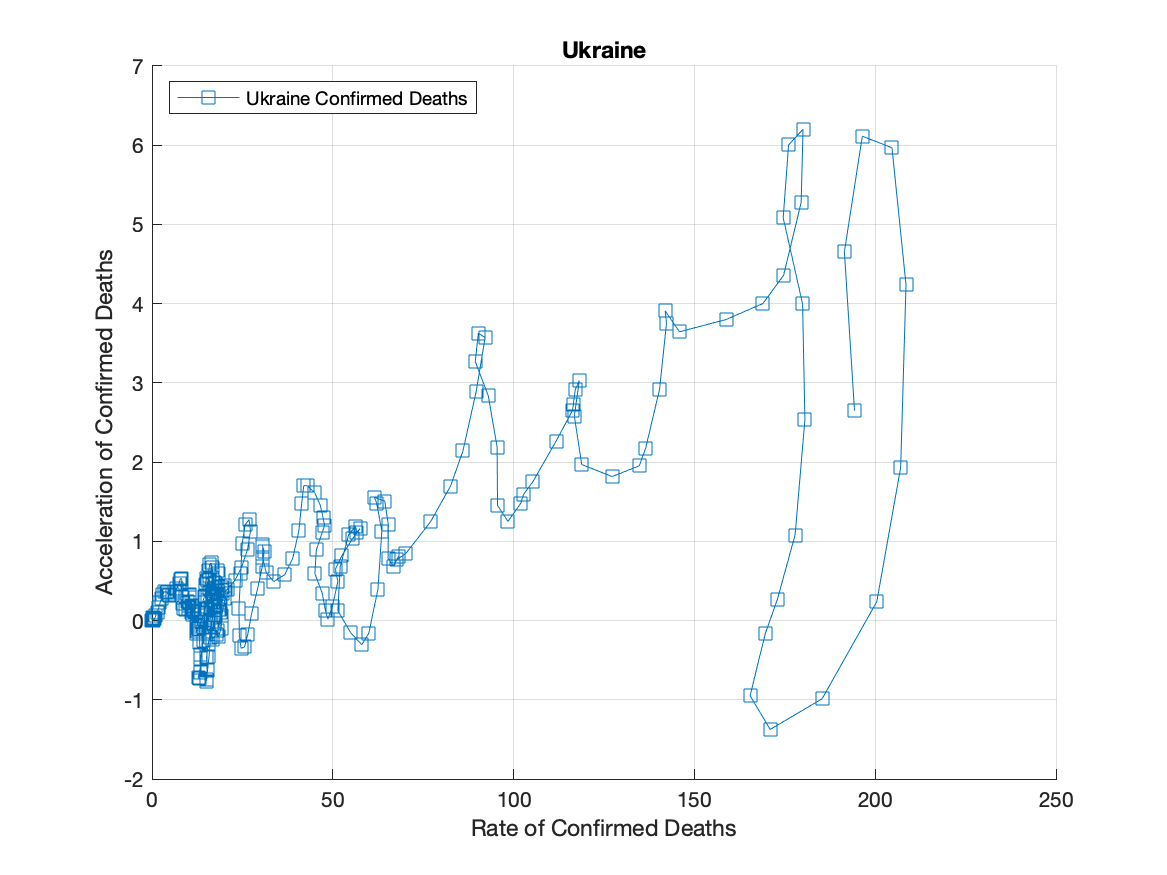 Ukraine
7
Ukraine Confirmed Deaths
6
5
4
3
2
1
0
-1
-2
Acceleration of Confirmed Deaths
0 50 100 150 200 250
Rate of Confirmed Deaths